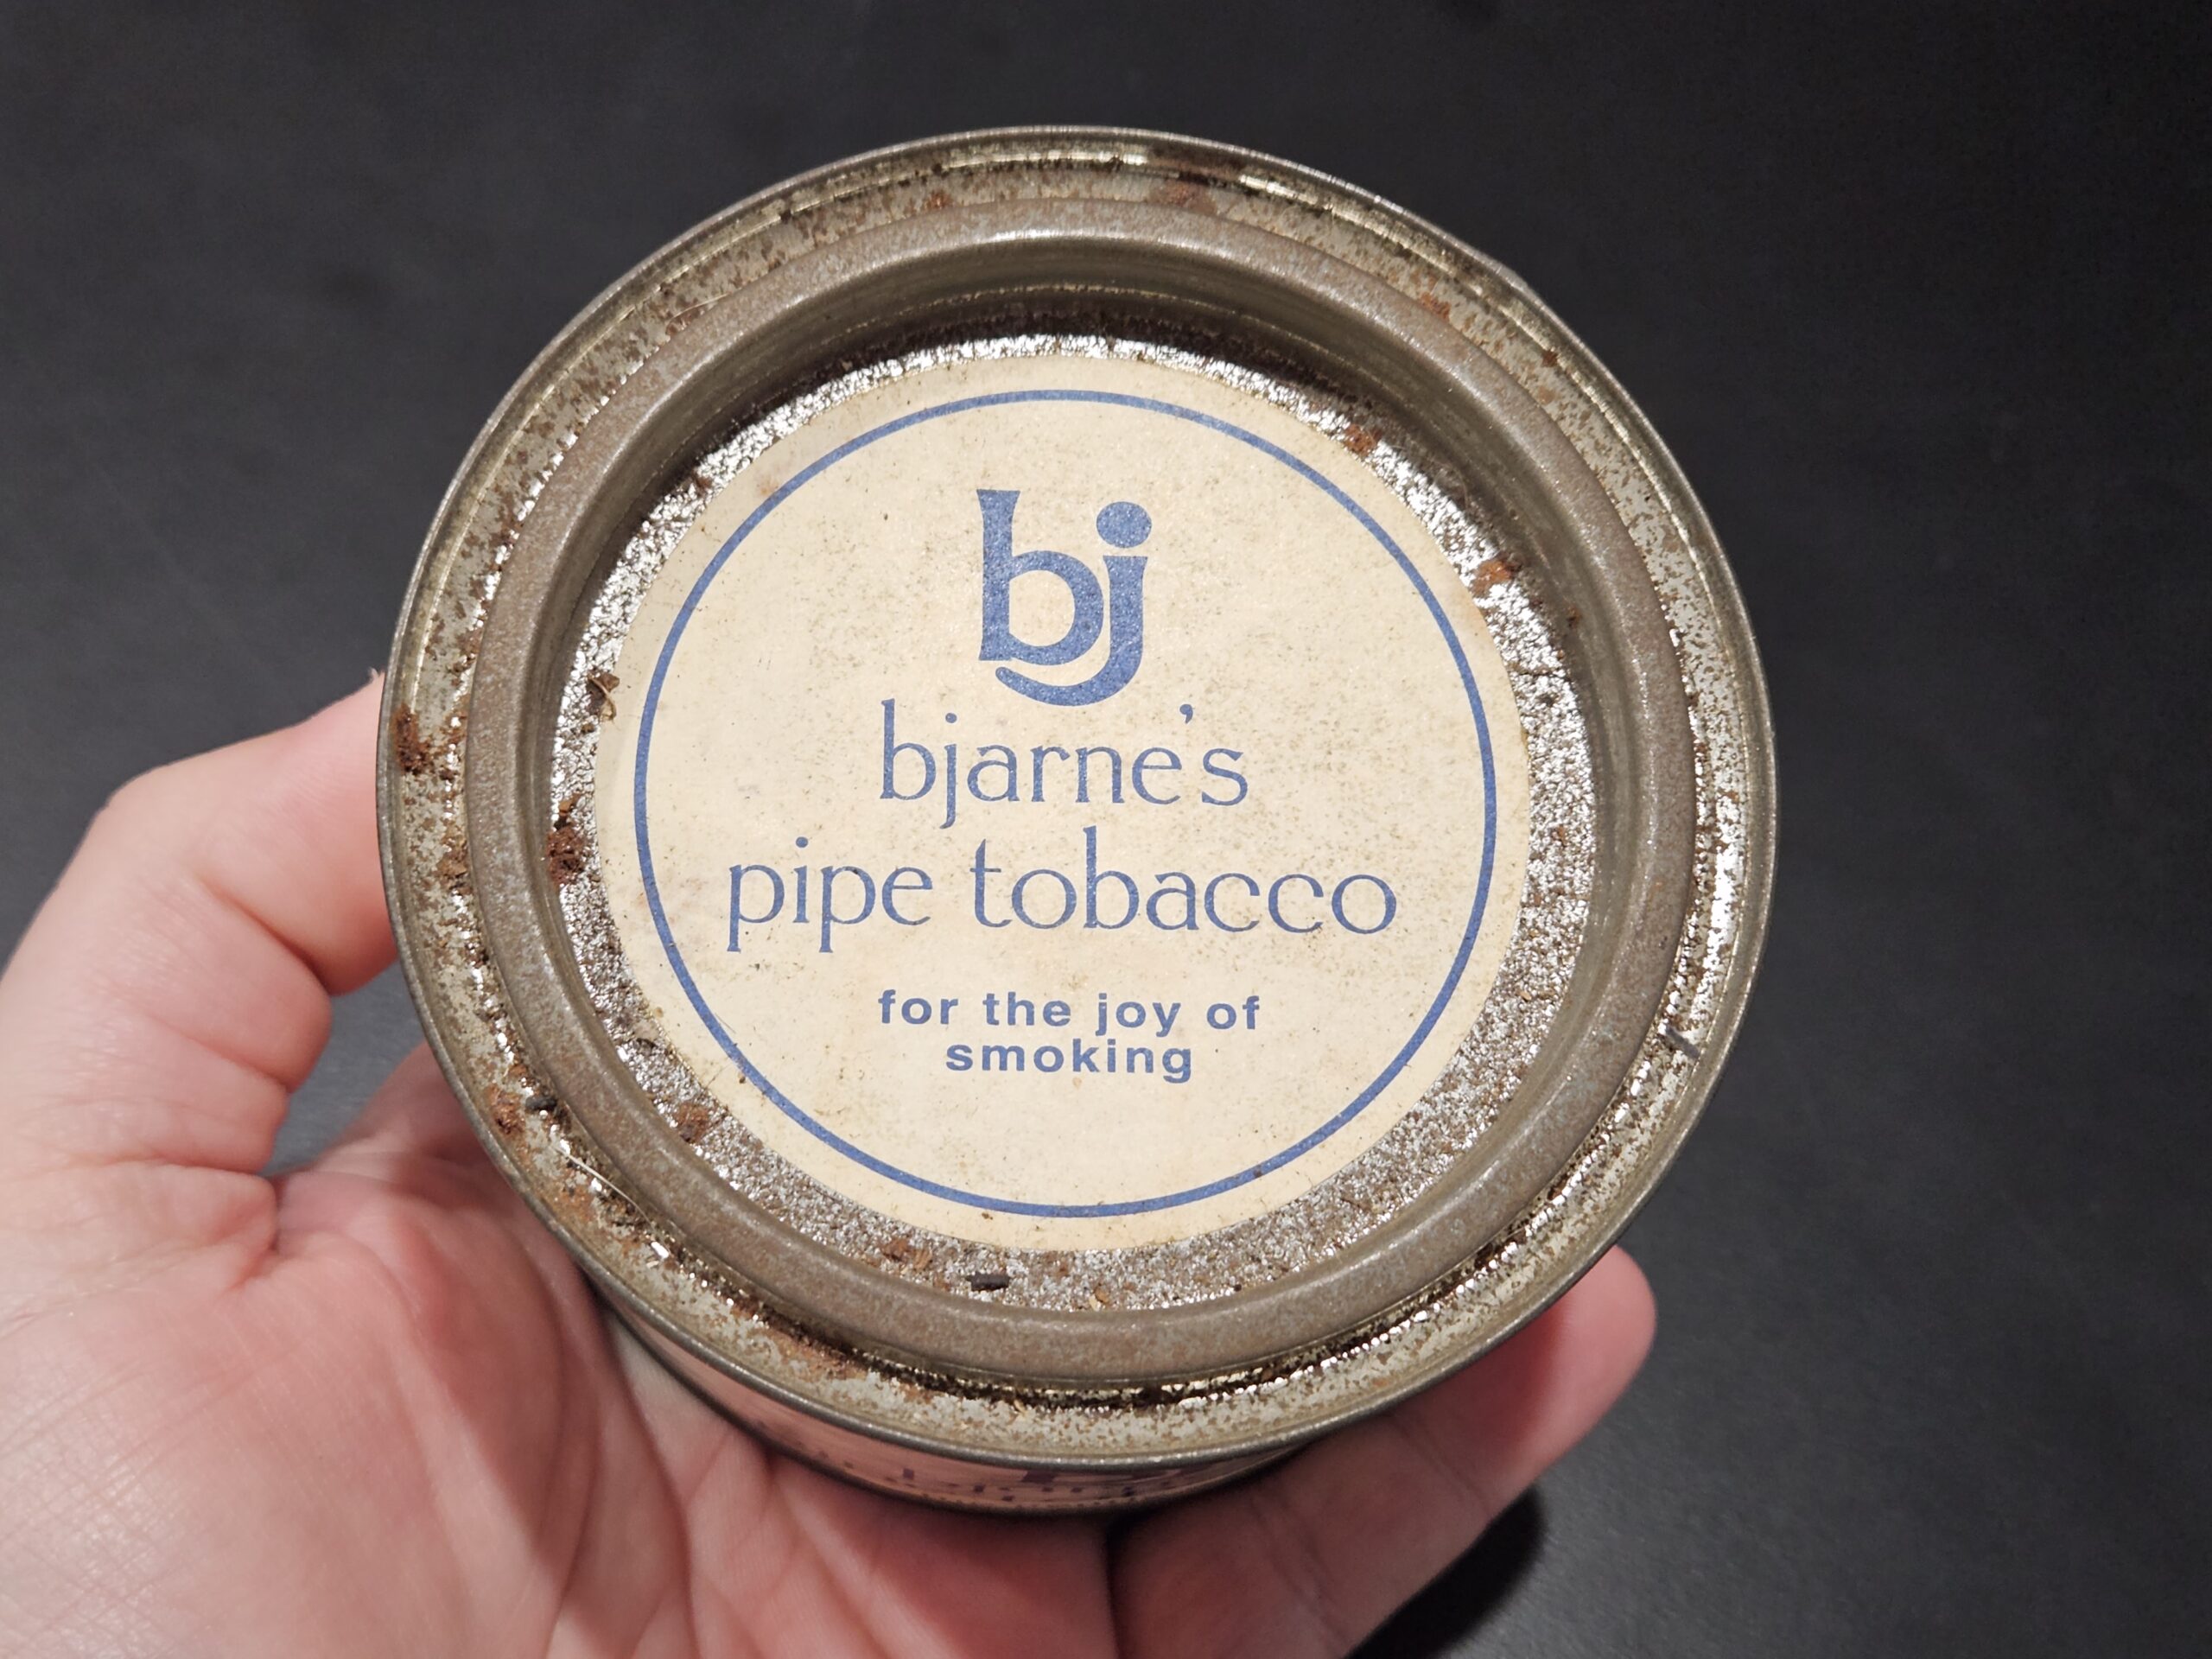 bj
bjarne's
pipe tobacco
for the joy of
smoking